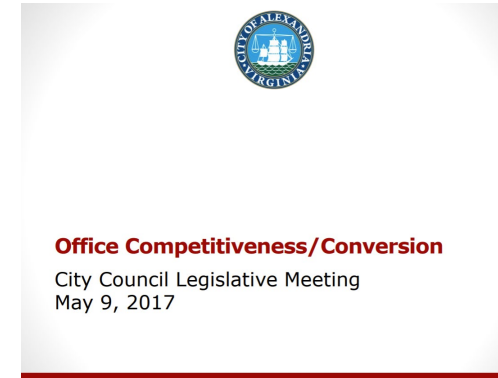 CITY OF ALEXANDRIA
VIRGINIA
Office Competitiveness/Conversion
City Council Legislative Meeting
May 9, 2017